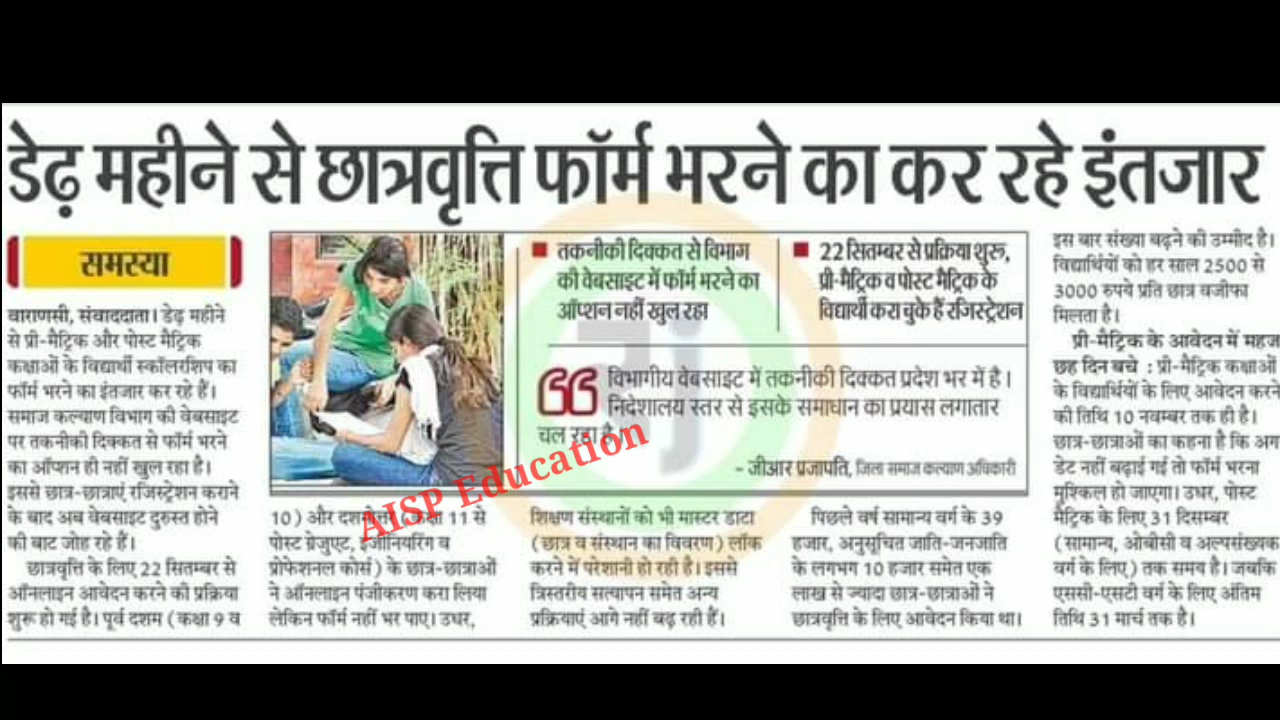 डेढ़ महीने से छात्रवृत्ति फॉर्म भरने का कर रहे इंतजार
समस्या
वाराणसी, संवाददाता। डेढ़ महीने
से प्री-मैट्रिक और पोस्ट मैट्रिक
कक्षाओं के विद्यार्थी स्कॉलरशिप का
फॉर्म भरने का इंतजार कर रहे हैं।
समाज कल्याण विभाग की वेबसाइट
पर तकनीकी दिक्कत से फॉर्म भरने
का ऑप्शन ही नहीं खुल रहा है।
इससे छात्र-छात्राएं रजिस्ट्रेशन कराने
के बाद अब वेबसाइट दुरुस्त होने
की बाट जोह रहे हैं।
छात्रवृत्ति के लिए 22 सितम्बर से
ऑनलाइन आवेदन करने की प्रक्रिया
शुरू हो गई है। पूर्व दशम (कक्षा 9 व
तकनीकी दिक्कत से विभाग
की वेबसाइट में फॉर्म भरने का
ऑप्शन नहीं खुल रहा
22 सितम्बर से प्रक्रिया शुरू,
प्री-मैट्रिक व पोस्ट मैट्रिक के
विद्यार्थी करा चुके हैं रजिस्ट्रेशन
विभागीय वेबसाइट में तकनीकी दिक्कत प्रदेश भर में है।
निदेशालय स्तर से इसके समाधान का प्रयास लगातार
चल रहा है
- जीआर प्रजापति, जिला समाज कल्याण अधिकारी
AISP Education
10) और कक्षा 11 से
पोस्ट ग्रेजुएट, इंजीनियरिंग व
प्रोफेशनल कोर्स) के छात्र-छात्राओं
ने ऑनलाइन पंजीकरण करा लिया
लेकिन फॉर्म नहीं भर पाए। उधर,
शिक्षण संस्थानों को भी मास्टर डाटा
(छात्र व संस्थान का विवरण) लॉक
करने में परेशानी हो रही है। इससे
त्रिस्तरीय सत्यापन समेत अन्य
प्रक्रियाएं आगे नहीं बढ़ रही हैं।
पिछले वर्ष सामान्य वर्ग के 39
हजार, अनुसूचित जाति-जनजाति
के लगभग 10 हजार समेत एक
लाख से ज्यादा छात्र-छात्राओं ने
छात्रवृत्ति के लिए आवेदन किया था।
इस बार संख्या बढ़ने की उम्मीद है।
विद्यार्थियों को हर साल 2500 से
3000 रुपये प्रति छात्र वजीफा
मिलता है।
प्री-मैट्रिक के आवेदन में महज
छह दिन बचे : प्री-मैट्रिक कक्षाओं
के विद्यार्थियों के लिए आवेदन करने
की तिथि 10 नवम्बर तक ही है।
छात्र-छात्राओं का कहना है कि अग
डेट नहीं बढ़ाई गई तो फॉर्म भरना
मुश्किल हो जाएगा। उधर, पोस्ट
मैट्रिक के लिए 31 दिसम्बर
(सामान्य, ओबीसी व अल्पसंख्यक
वर्ग के लिए) तक समय है। जबकि
एससी-एसटी वर्ग के लिए अंतिम
तिथि 31 मार्च तक है।